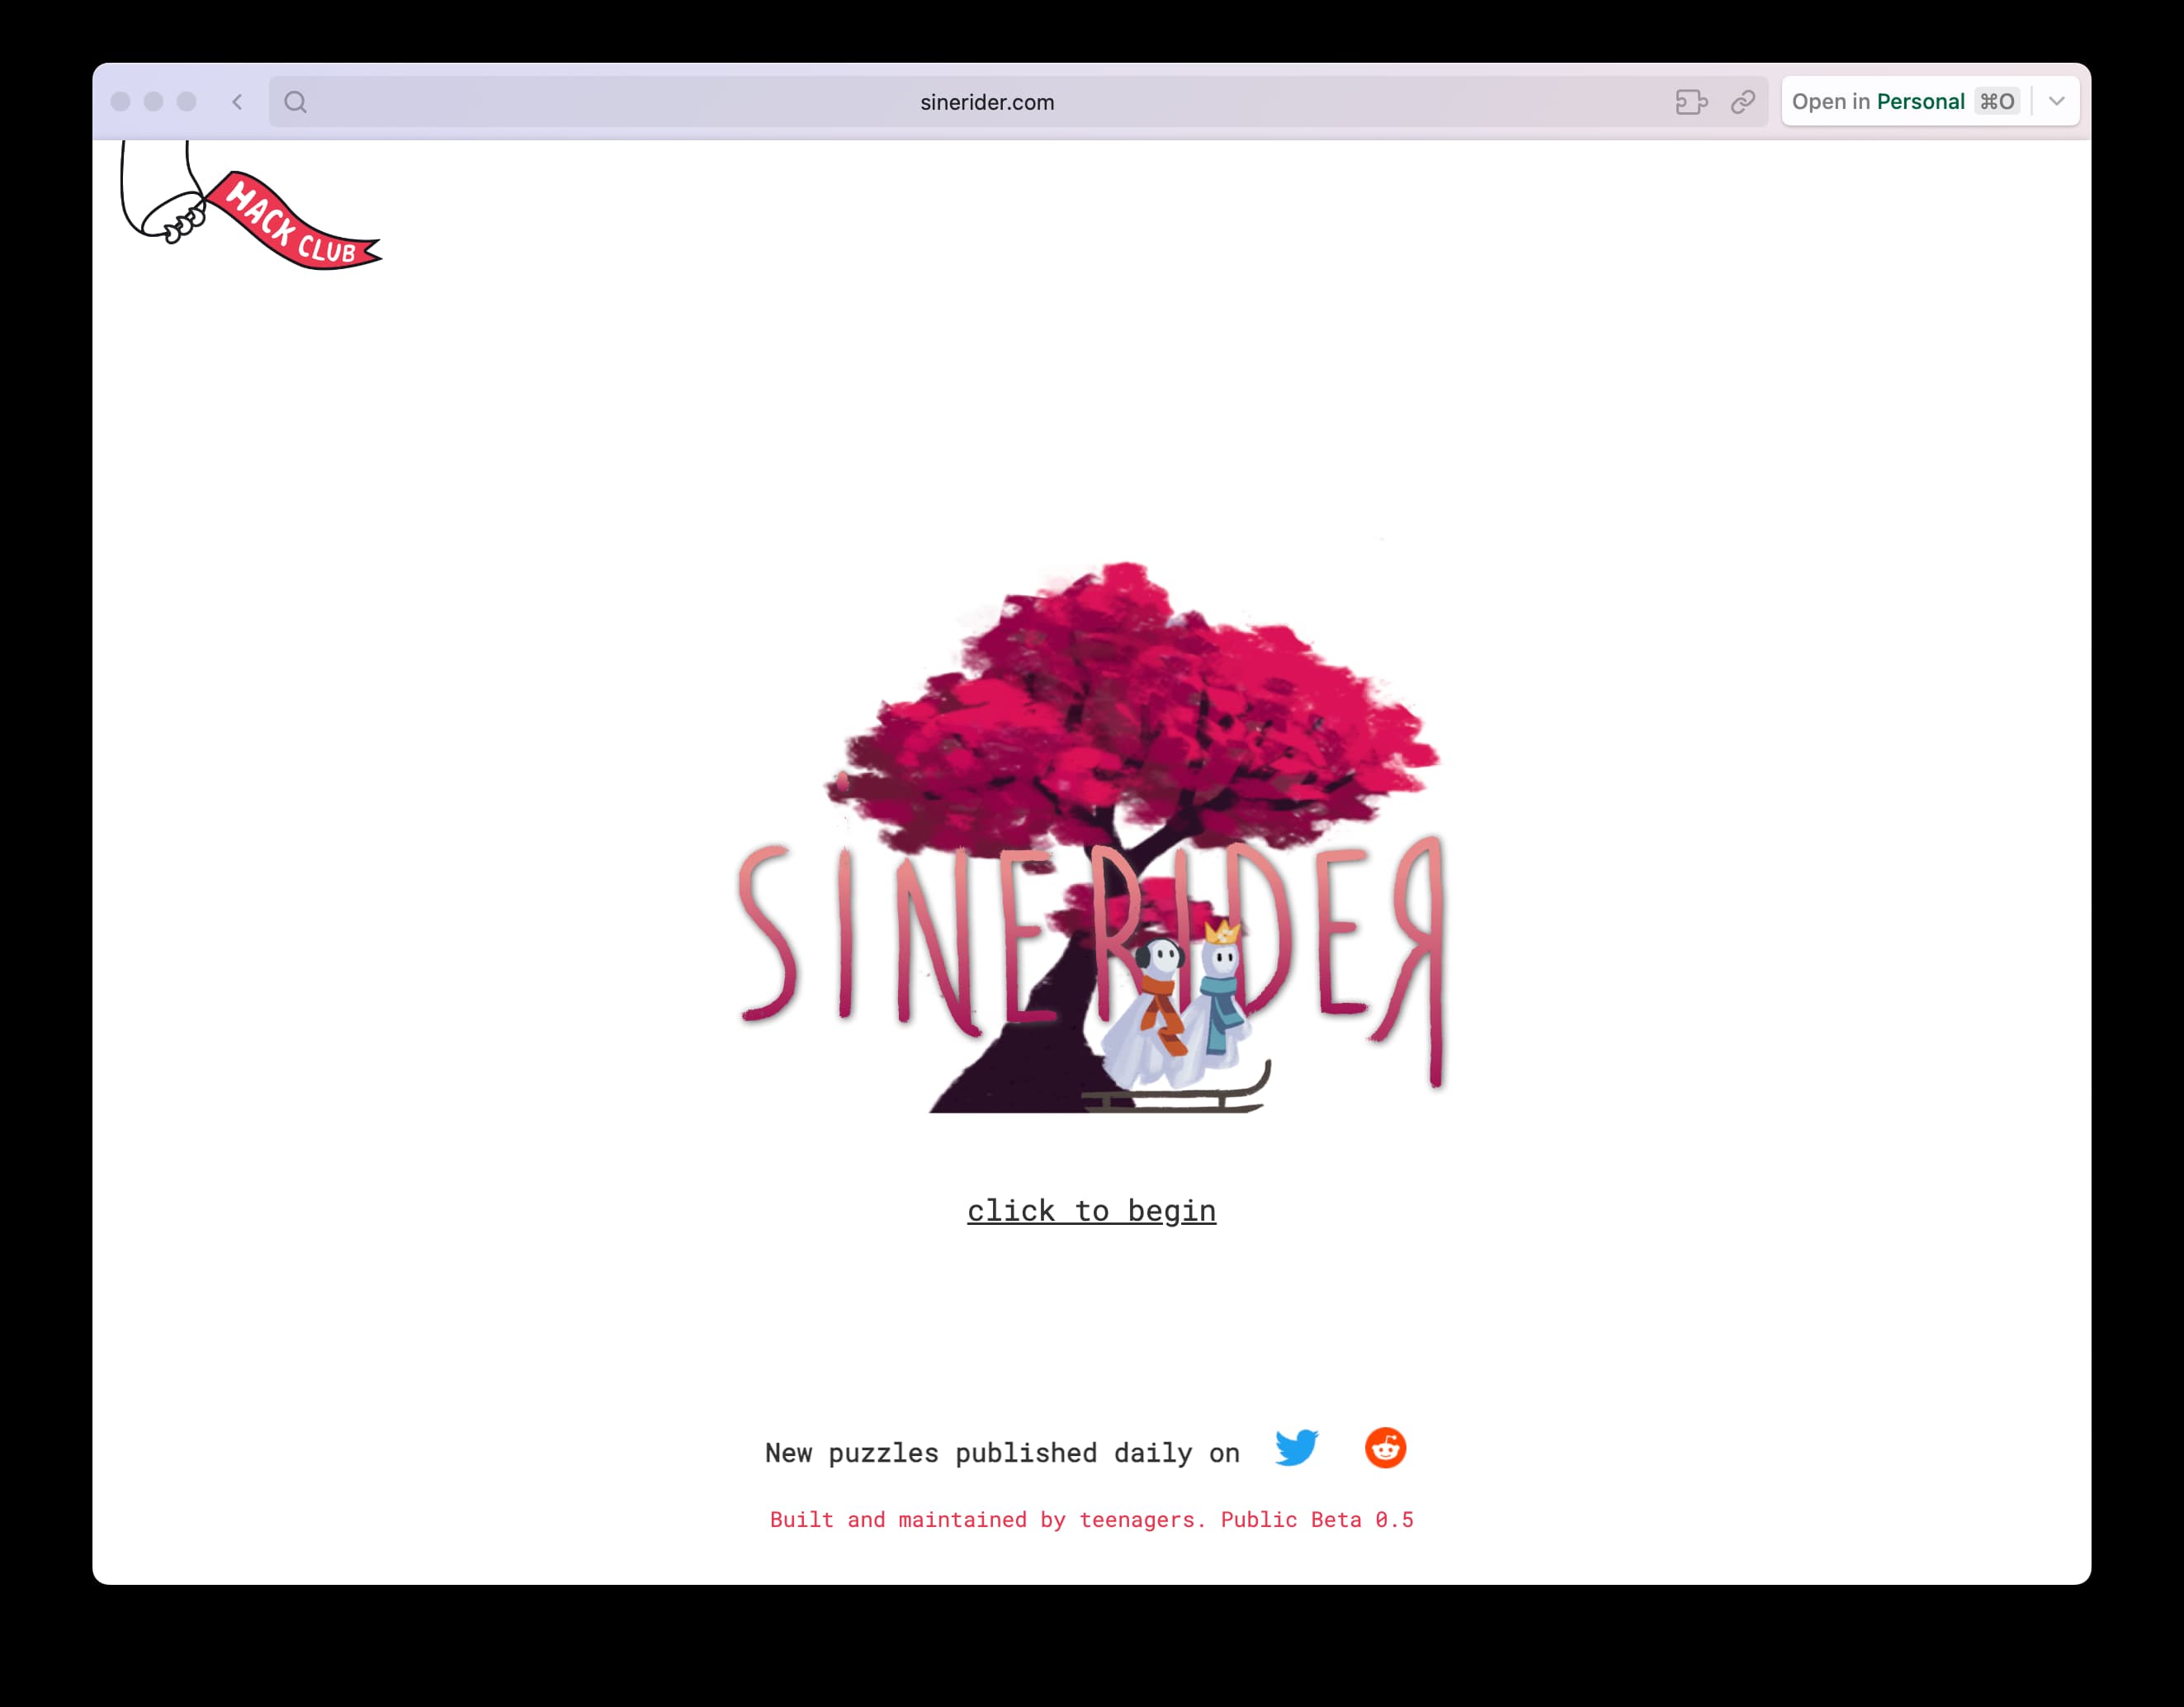 sinerider.com
Open in Personal ⌘O
HACK CLUB
SINERIDER
click to begin
New puzzles published daily on
Built and maintained by teenagers. Public Beta 0.5